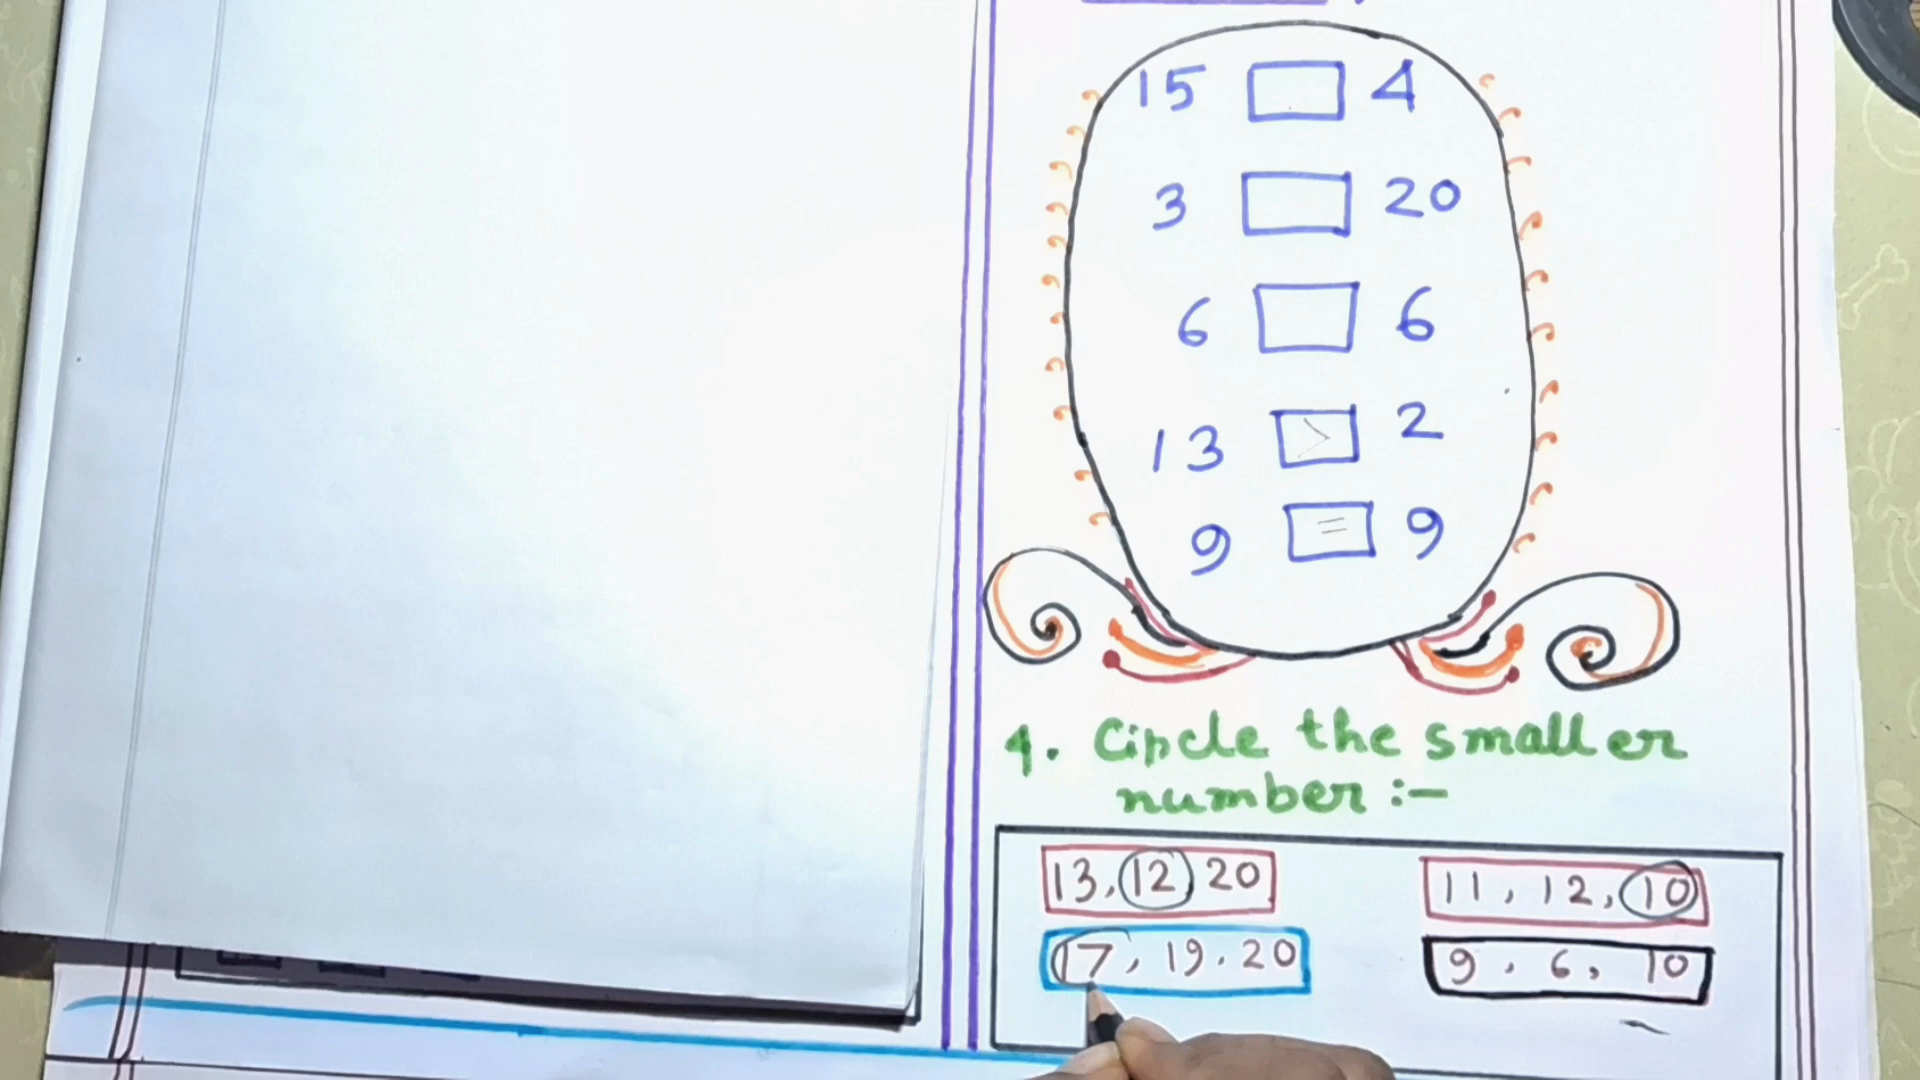 15 4
3 20
6 6
13 > 2
9 = 9
4. Circle the smaller
number :-
13, 12, 20
11, 12, 10
17, 19, 20
9, 6, 10